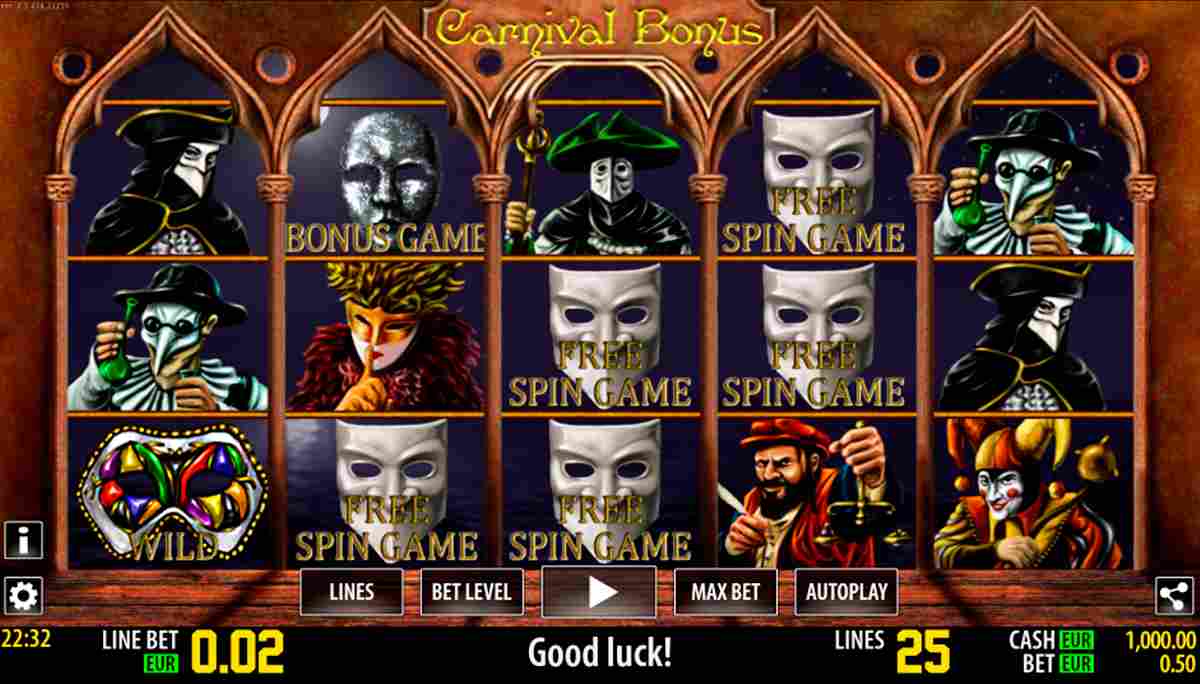 Carnival Bonus
BONUS GAME
FREE
SPIN GAME
FREE
SPIN GAME
FREE
SPIN GAME
WILD
FREE
SPIN GAME
FREE
SPIN GAME
LINES
BET LEVEL
MAX BET
AUTOPLAY
22:32
LINE BET
EUR
0.02
Good luck!
LINES
25
CASH EUR 1,000.00
BET EUR 0.50